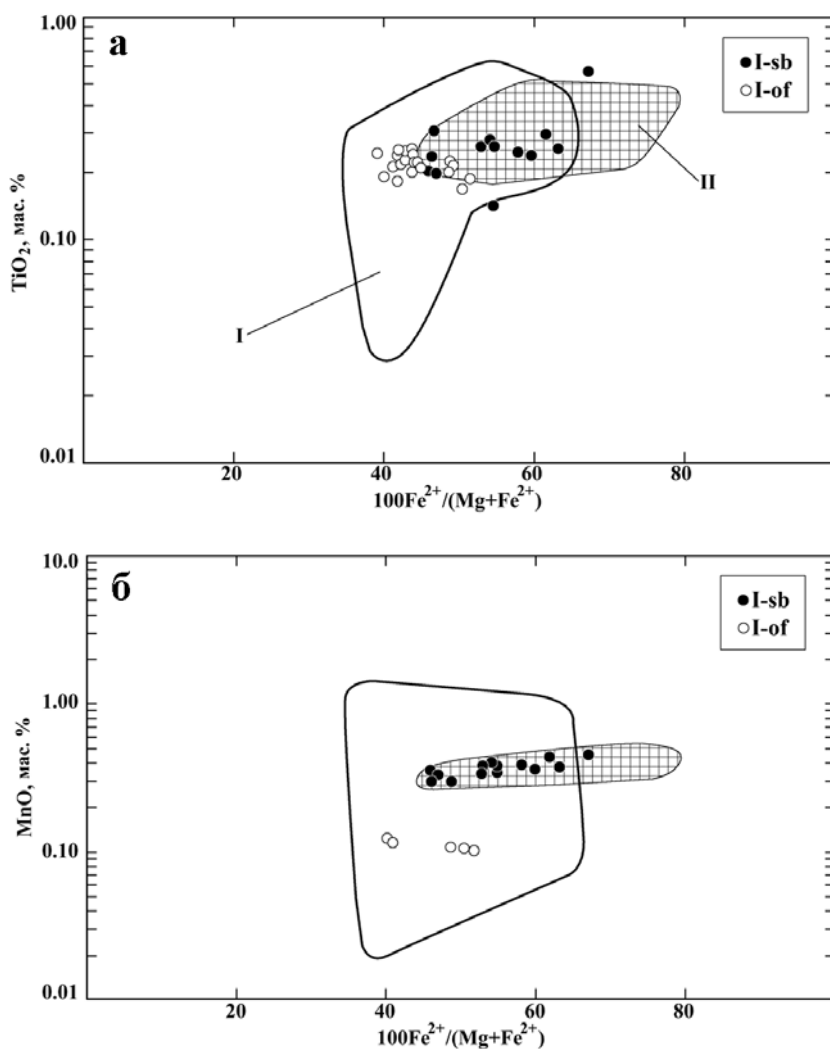 а
1.00
0.10
0.01
TiO₂, мас. %
I-sb
I-of
I
II
20
40
60
80
100Fe²⁺/(Mg+Fe²⁺)
б
10.0
1.00
0.10
0.01
MnO, мас. %
I-sb
I-of
20
40
60
80
100Fe²⁺/(Mg+Fe²⁺)